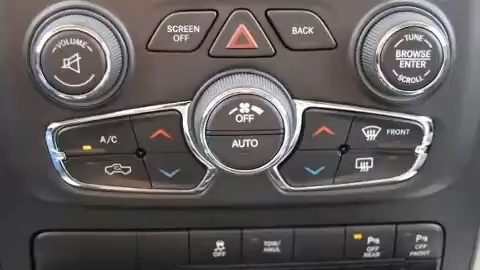 VOLUME
SCREEN
OFF
BACK
TUNE
BROWSE
ENTER
SCROLL
OFF
AUTO
A/C
FRONT
OFF
TOW/
HAUL
P
OFF
REAR
P
OFF
FRONT